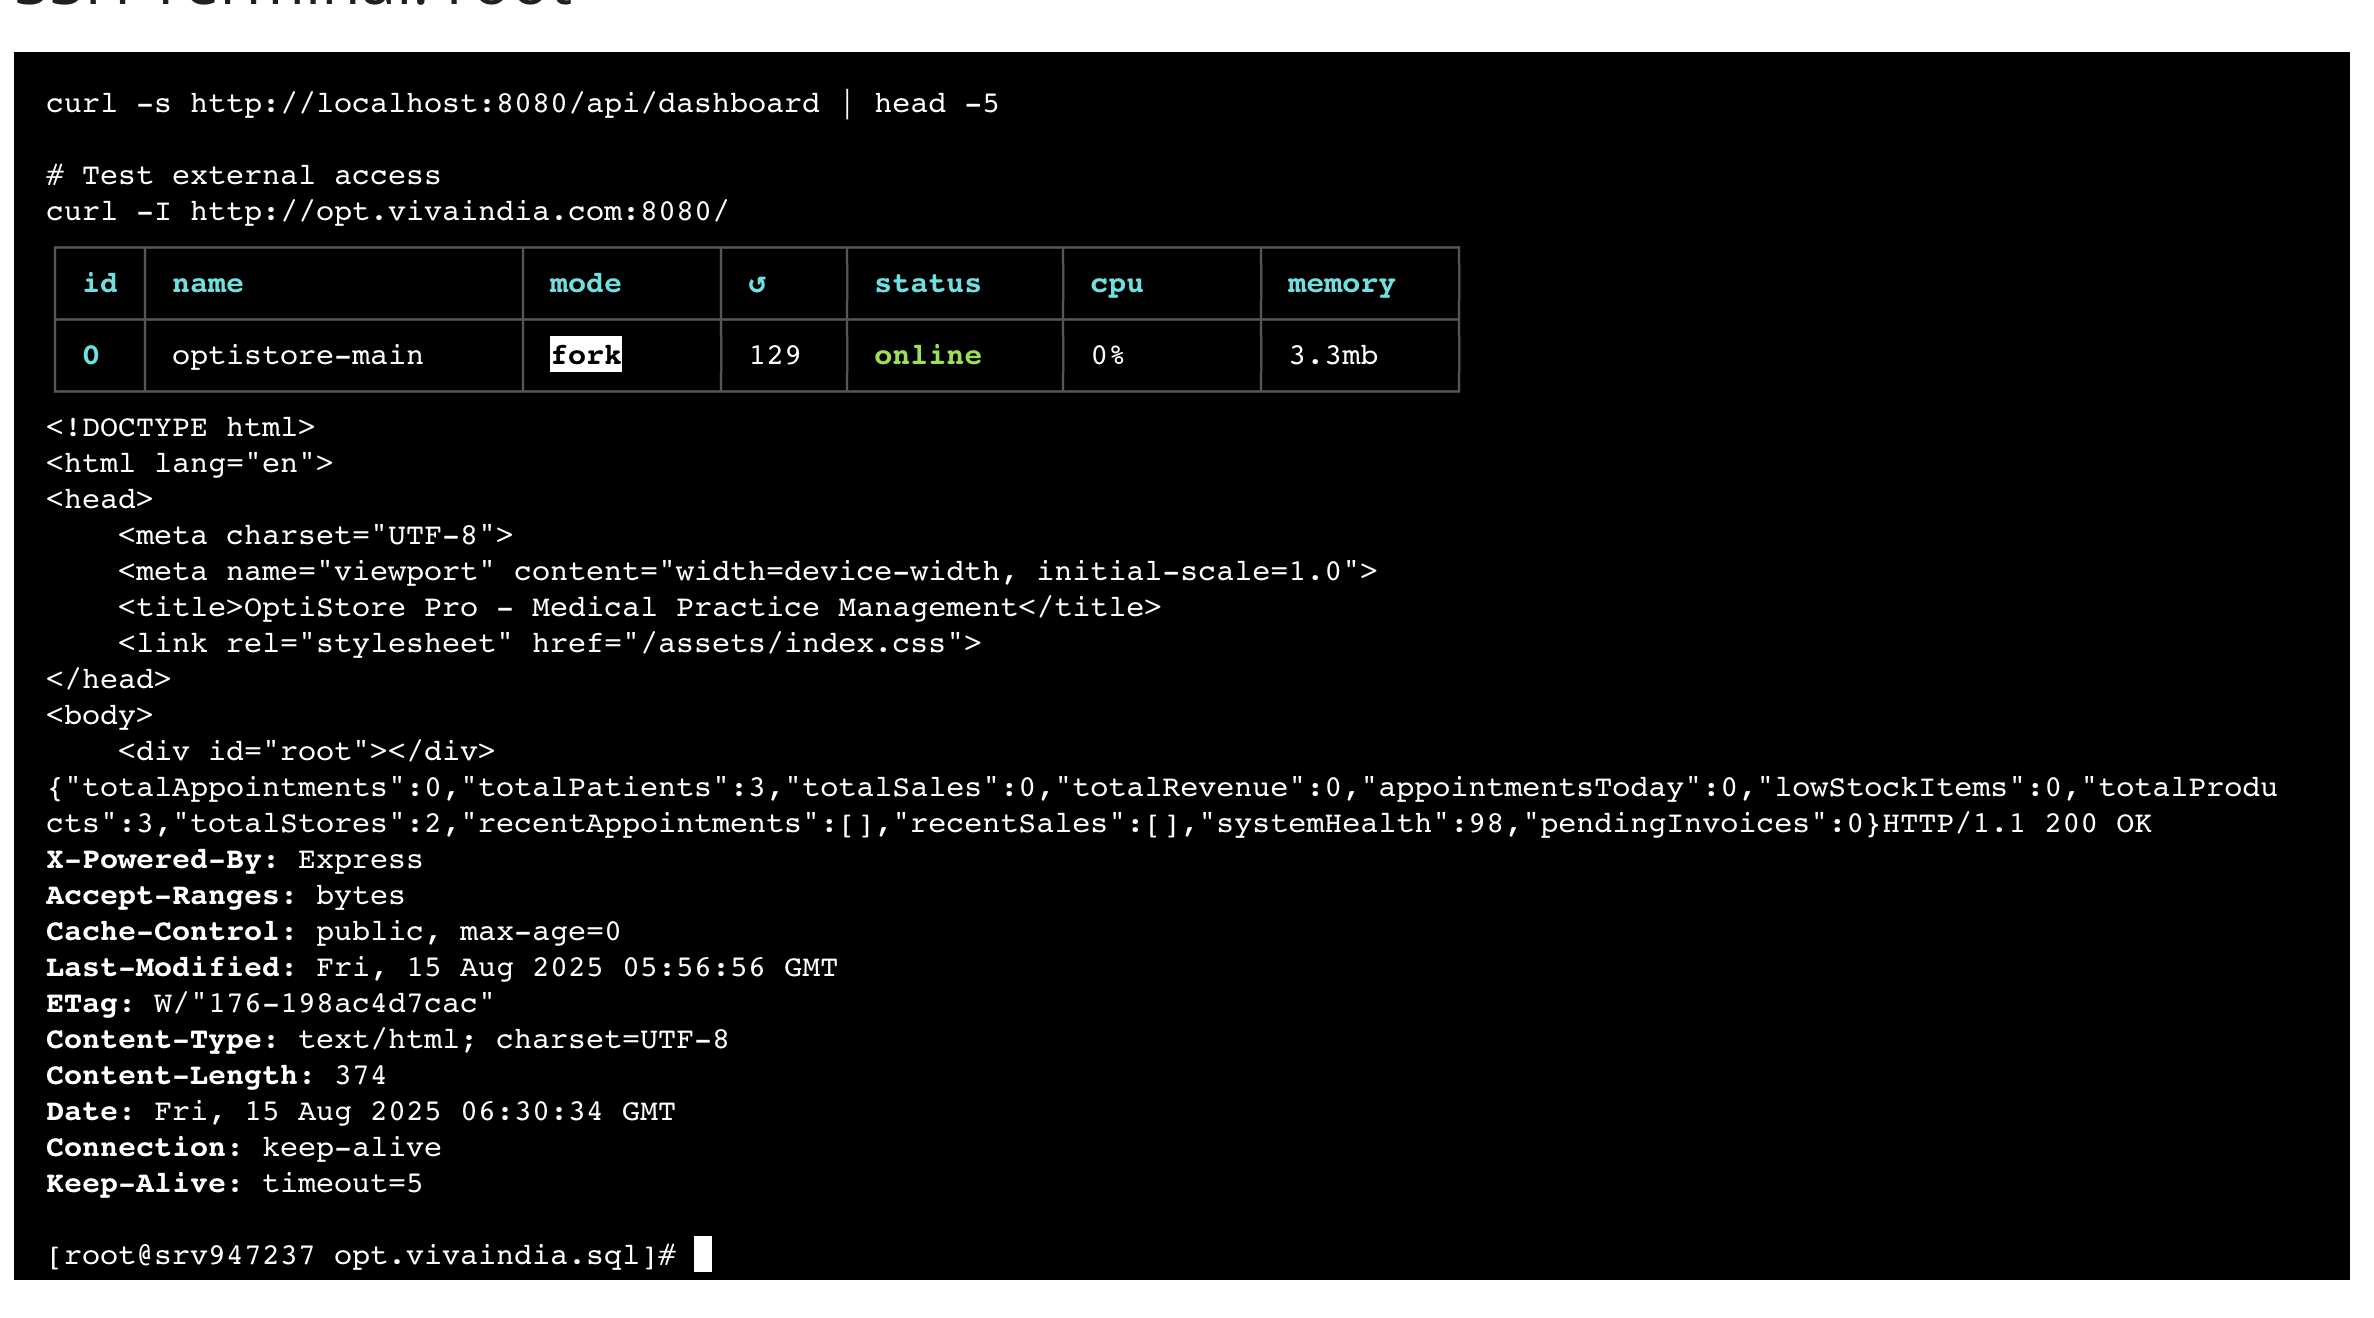 SSH Terminal: root
curl -s http://localhost:8080/api/dashboard | head -5
# Test external access
curl -I http://opt.vivaindia.com:8080/
id name mode ↺ status cpu memory
0 optistore-main fork 129 online 0% 3.3mb
<!DOCTYPE html>
<html lang="en">
<head>
    <meta charset="UTF-8">
    <meta name="viewport" content="width=device-width, initial-scale=1.0">
    <title>OptiStore Pro - Medical Practice Management</title>
    <link rel="stylesheet" href="/assets/index.css">
</head>
<body>
    <div id="root"></div>
{"totalAppointments":0,"totalPatients":3,"totalSales":0,"totalRevenue":0,"appointmentsToday":0,"lowStockItems":0,"totalProdu
cts":3,"totalStores":2,"recentAppointments":[],"recentSales":[],"systemHealth":98,"pendingInvoices":0}HTTP/1.1 200 OK
X-Powered-By: Express
Accept-Ranges: bytes
Cache-Control: public, max-age=0
Last-Modified: Fri, 15 Aug 2025 05:56:56 GMT
ETag: W/"176-198ac4d7cac"
Content-Type: text/html; charset=UTF-8
Content-Length: 374
Date: Fri, 15 Aug 2025 06:30:34 GMT
Connection: keep-alive
Keep-Alive: timeout=5
[root@srv947237 opt.vivaindia.sql]#